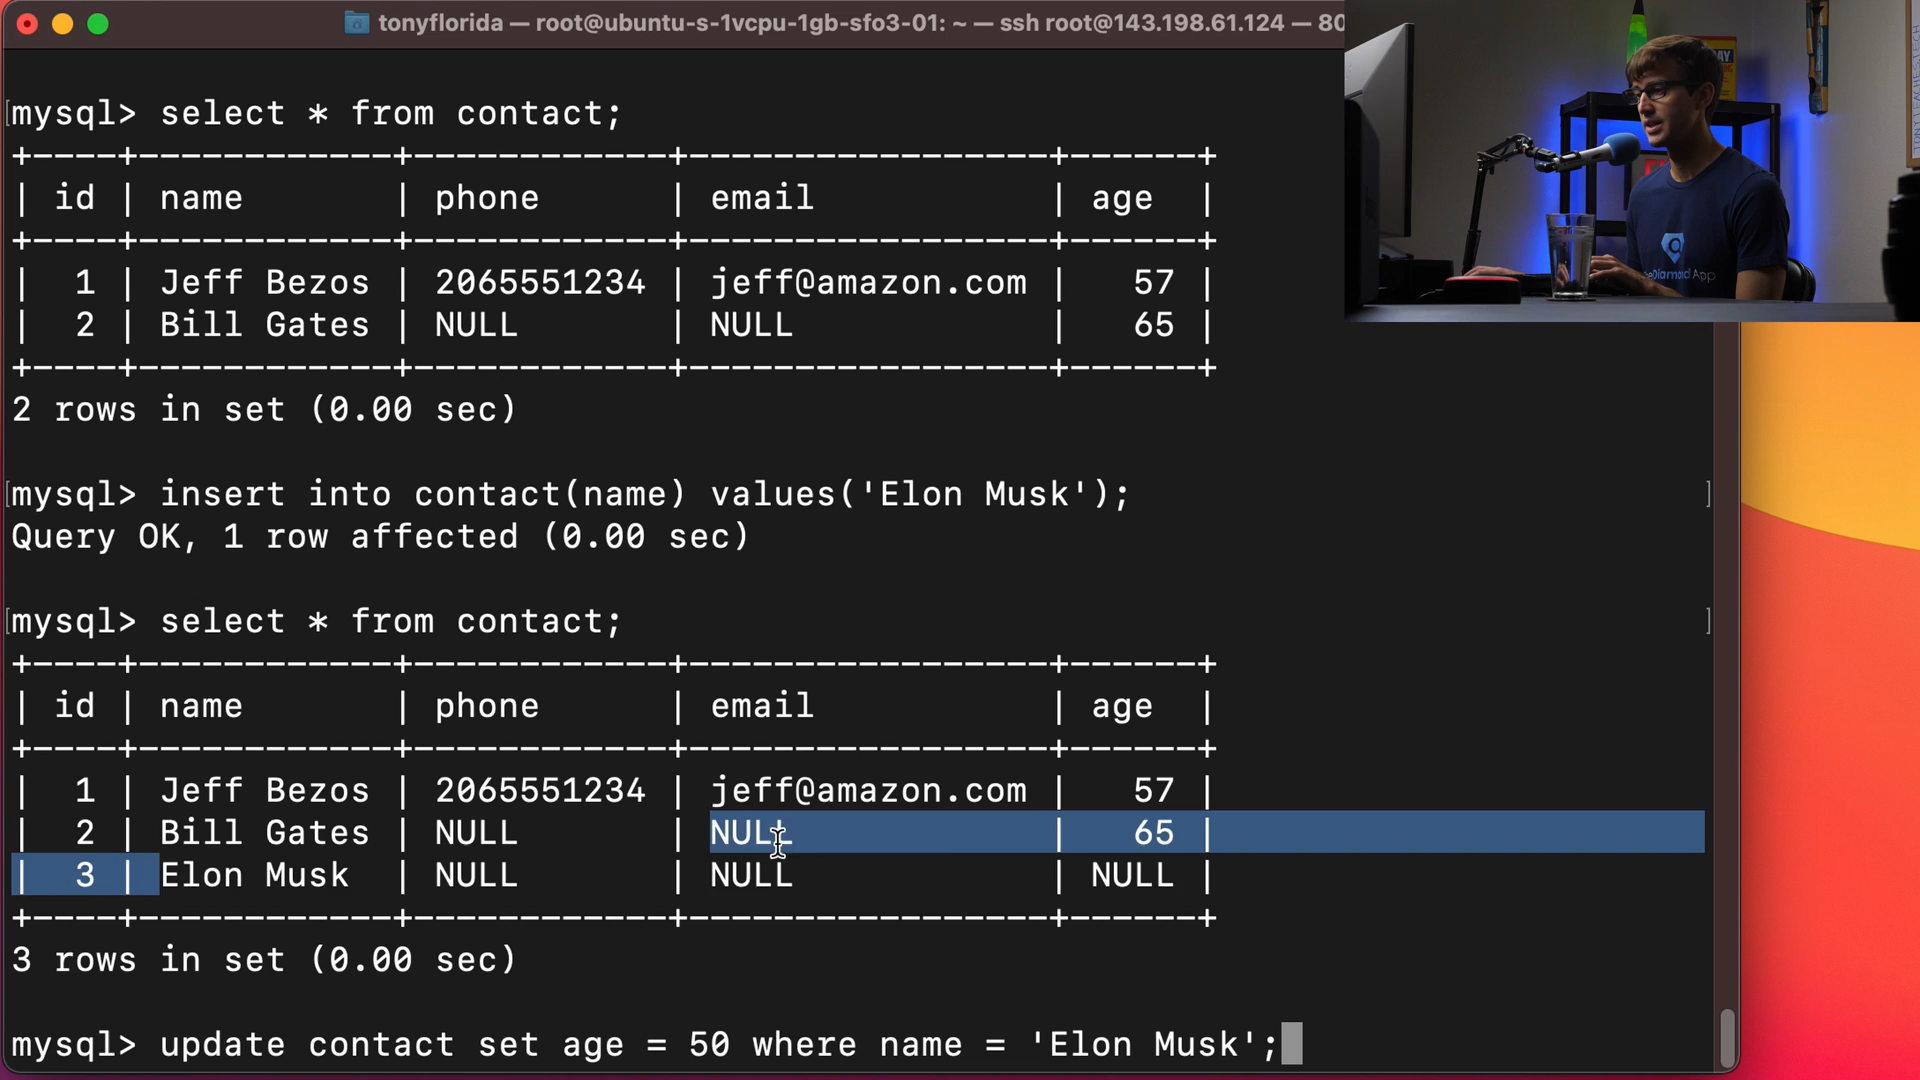 tonyflorida — root@ubuntu-s-1vcpu-1gb-sfo3-01: ~ — ssh root@143.198.61.124 — 80
mysql> select * from contact;
+----+------------+------------+-----------------+------+
| id | name | phone | email | age |
+----+------------+------------+-----------------+------+
| 1 | Jeff Bezos | 2065551234 | jeff@amazon.com | 57 |
| 2 | Bill Gates | NULL | NULL | 65 |
+----+------------+------------+-----------------+------+
2 rows in set (0.00 sec)
mysql> insert into contact(name) values('Elon Musk');
Query OK, 1 row affected (0.00 sec)
mysql> select * from contact;
+----+------------+------------+-----------------+------+
| id | name | phone | email | age |
+----+------------+------------+-----------------+------+
| 1 | Jeff Bezos | 2065551234 | jeff@amazon.com | 57 |
| 2 | Bill Gates | NULL | NULL | 65 |
| 3 | Elon Musk | NULL | NULL | NULL |
+----+------------+------------+-----------------+------+
3 rows in set (0.00 sec)
mysql> update contact set age = 50 where name = 'Elon Musk';
App